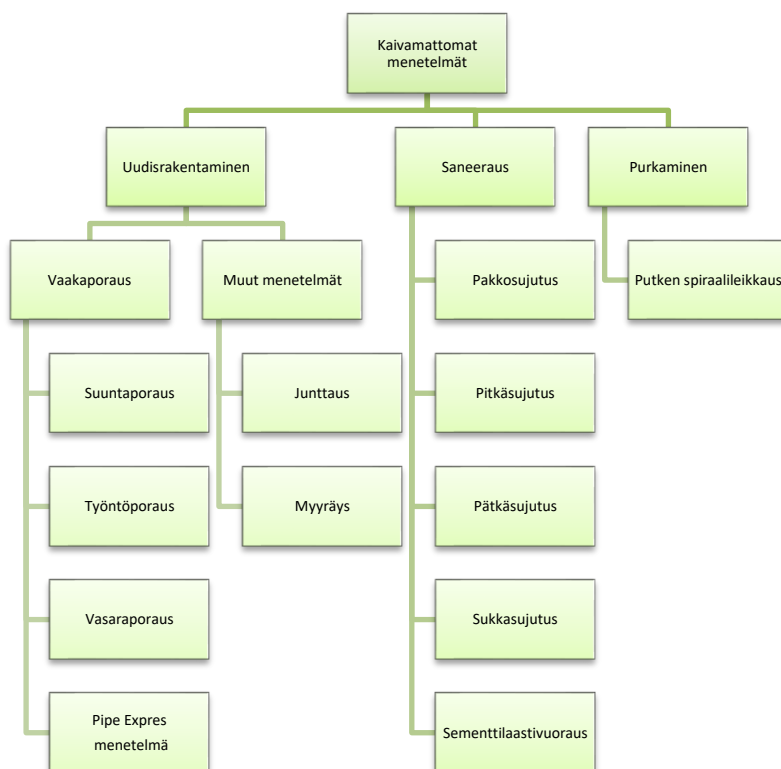 Kaivamattomat
menetelmät
Uudisrakentaminen
Saneeraus
Purkaminen
Vaakaporaus
Muut menetelmät
Pakkosujutus
Putken spiraalileikkaus
Suuntaporaus
Junttaus
Pitkäsujutus
Työntöporaus
Myyräys
Pätkäsujutus
Vasaraporaus
Sukkasujutus
Pipe Expres
menetelmä
Sementtilaastivuoraus